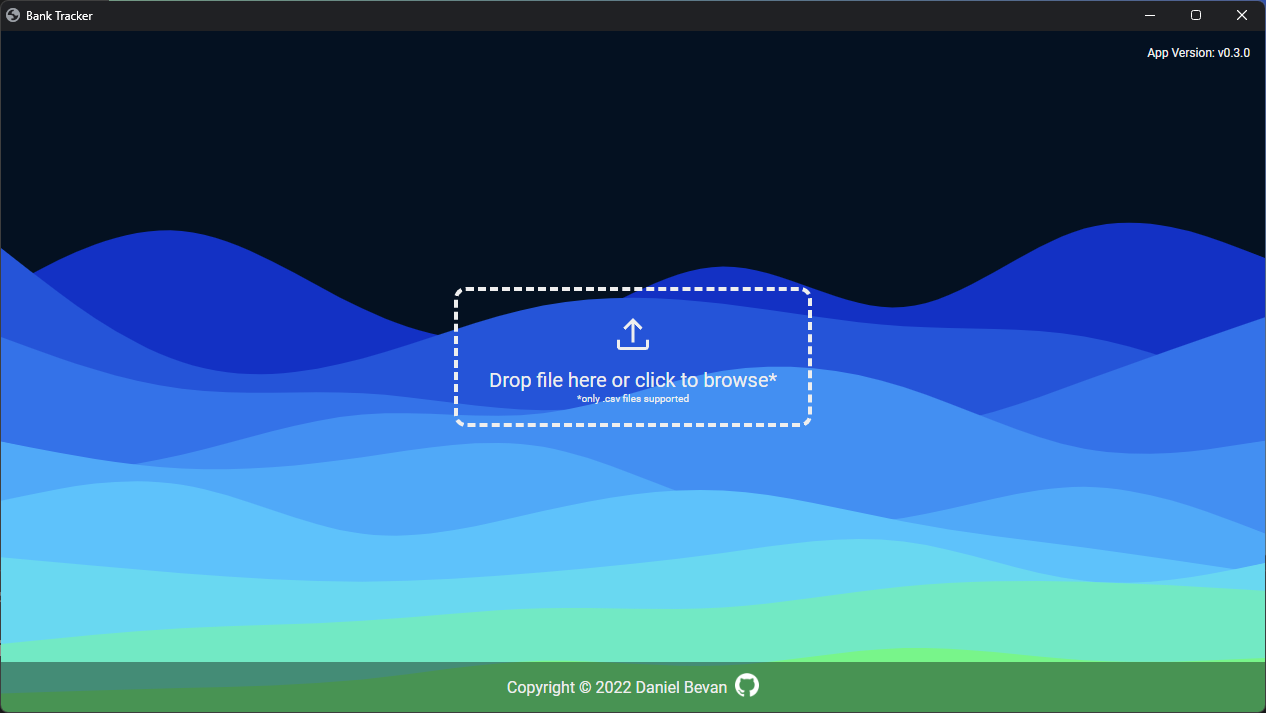 Bank Tracker
App Version: v0.3.0
Drop file here or click to browse*
*only .csv files supported
Copyright © 2022 Daniel Bevan